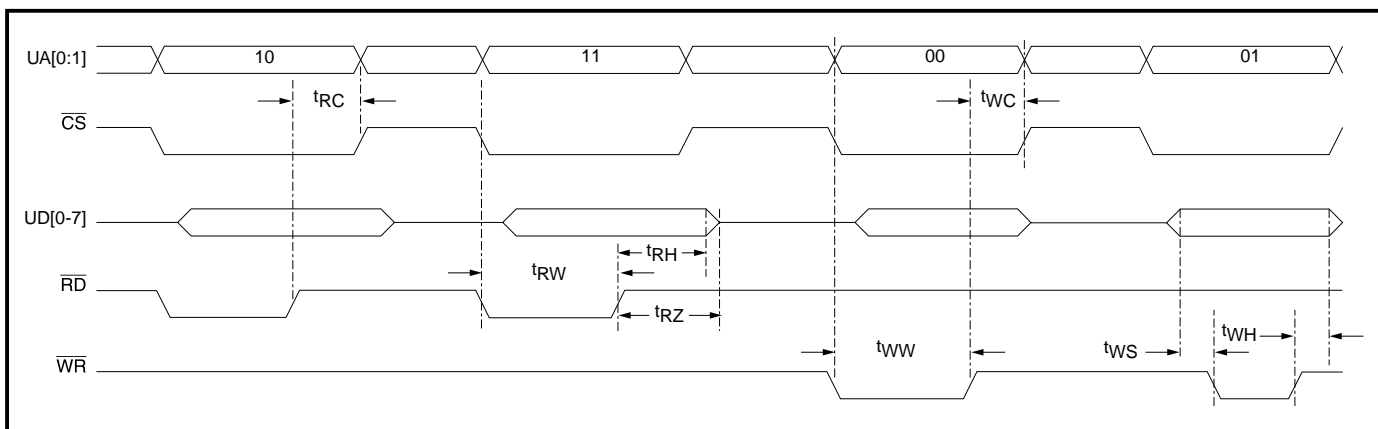 UA[0:1] 10 11 00 01
tRC tWC
CS
UD[0-7]
tRH
tRW
RD
tRZ
tWW tWS tWH
WR